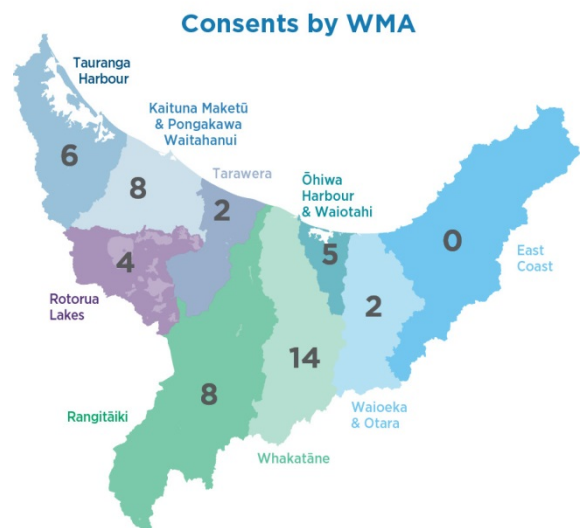 Consents by WMA
Tauranga
Harbour
6
Kaituna Maketū
& Pongakawa
Waitahanui
8
Tarawera
2
Ōhiwa
Harbour
& Waiotahi
5
0
East
Coast
4
Rotorua
Lakes
2
Waioeka
& Otara
14
Whakatāne
8
Rangitāiki